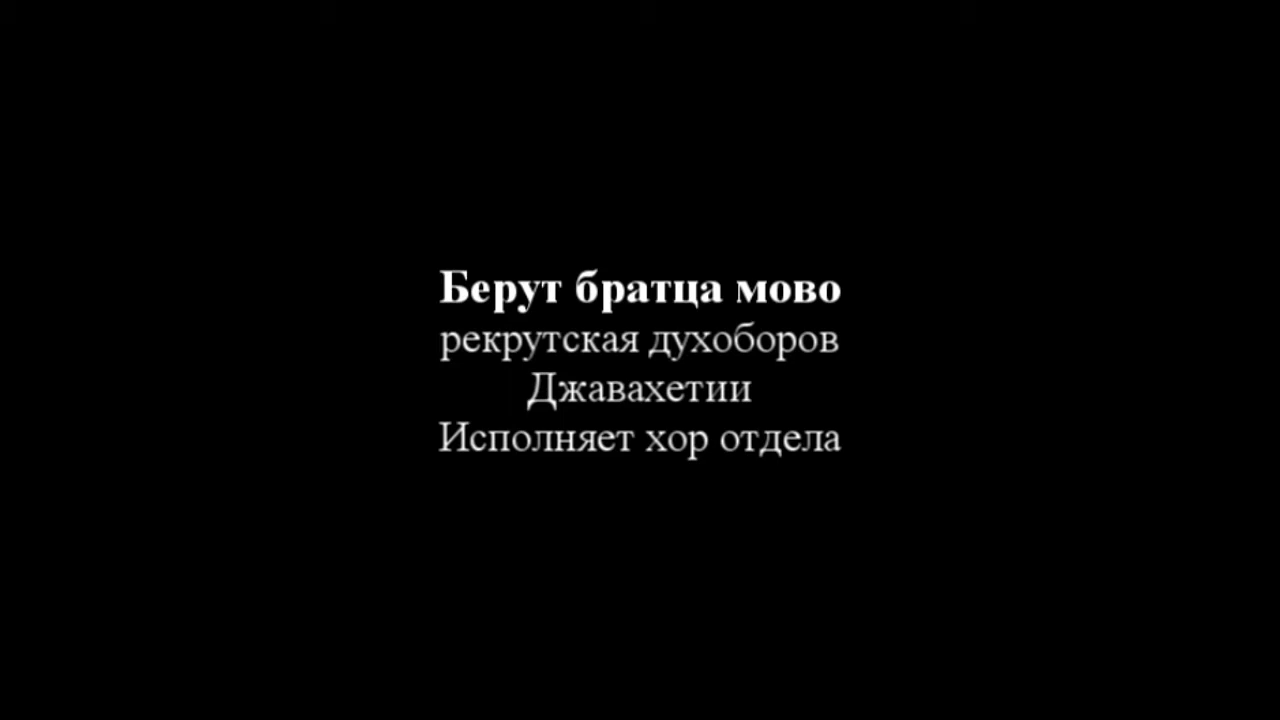 Берут братца мово
рекрутская духоборов
Джавахетии
Исполняет хор отдела